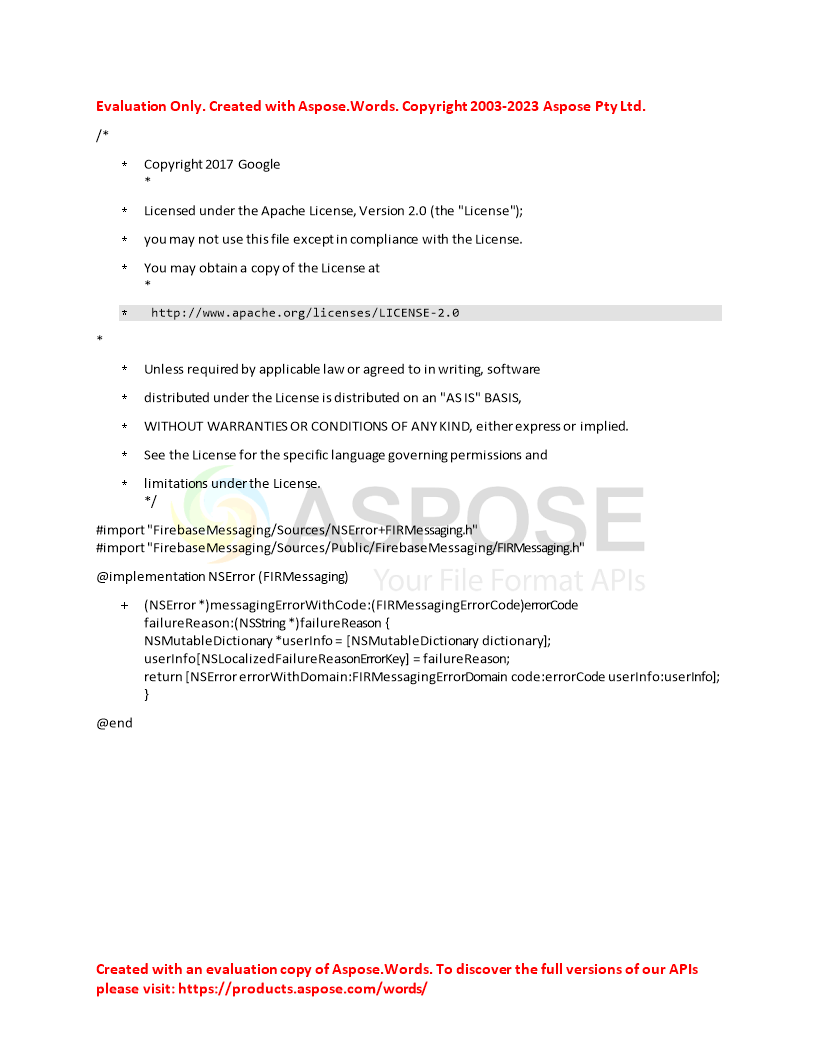 Evaluation Only. Created with Aspose.Words. Copyright 2003-2023 Aspose Pty Ltd.
/*
* Copyright 2017 Google
*
* Licensed under the Apache License, Version 2.0 (the "License");
* you may not use this file except in compliance with the License.
* You may obtain a copy of the License at
*
* http://www.apache.org/licenses/LICENSE-2.0
*
* Unless required by applicable law or agreed to in writing, software
* distributed under the License is distributed on an "AS IS" BASIS,
* WITHOUT WARRANTIES OR CONDITIONS OF ANY KIND, either express or implied.
* See the License for the specific language governing permissions and
* limitations under the License.
*/
ASPOSE
#import "FirebaseMessaging/Sources/NSError+FIRMessaging.h"
#import "FirebaseMessaging/Sources/Public/FirebaseMessaging/FIRMessaging.h"
@implementation NSError (FIRMessaging)
Your File Format APIs
+ (NSError *)messagingErrorWithCode:(FIRMessagingErrorCode)errorCode
failureReason:(NSString *)failureReason {
NSMutableDictionary *userInfo = [NSMutableDictionary dictionary];
userInfo[NSLocalizedFailureReasonErrorKey] = failureReason;
return [NSError errorWithDomain:FIRMessagingErrorDomain code:errorCode userInfo:userInfo];
}
@end
Created with an evaluation copy of Aspose.Words. To discover the full versions of our APIs
please visit: https://products.aspose.com/words/